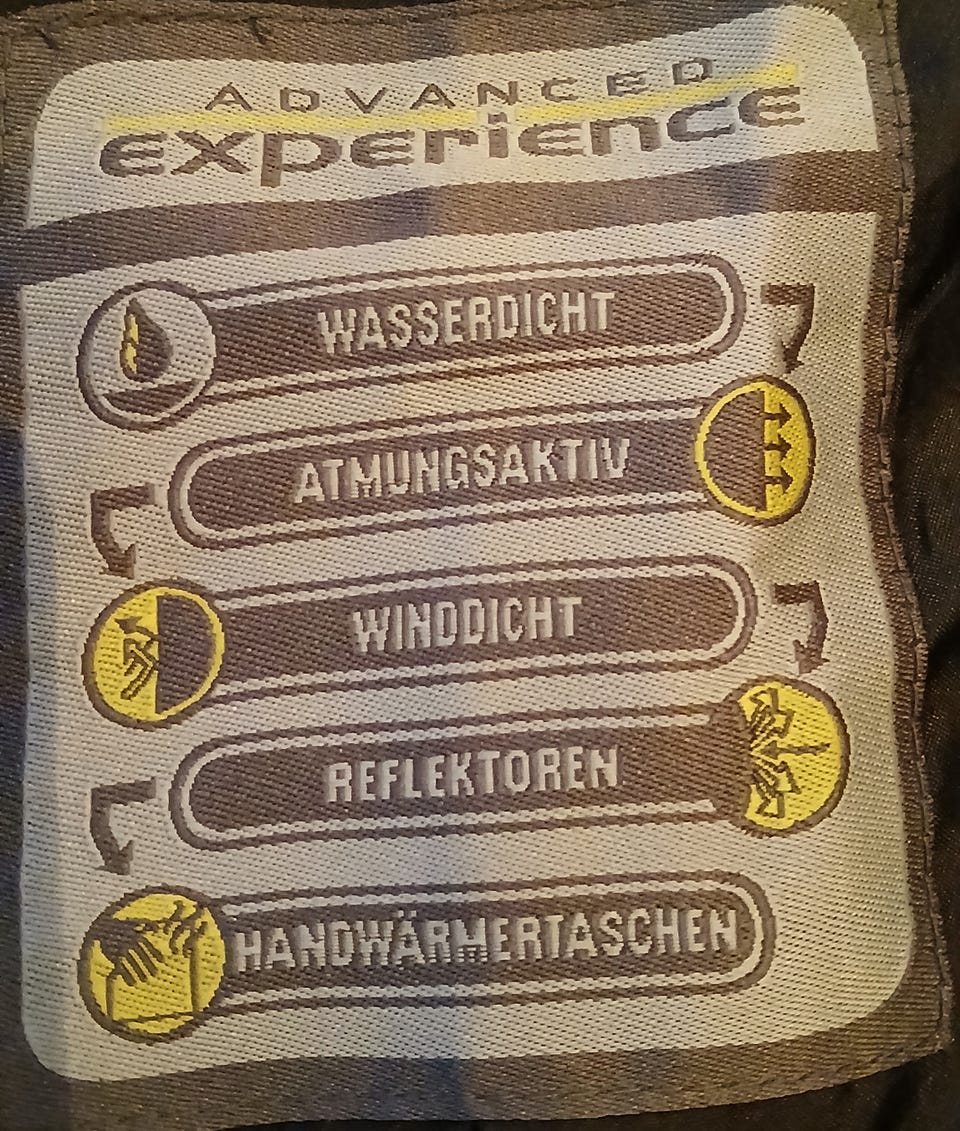 ADVANCED
experience
WASSERDICHT
ATMUNGSAKTIV
WINDDICHT
REFLEKTOREN
HANDWÄRMERTASCHEN